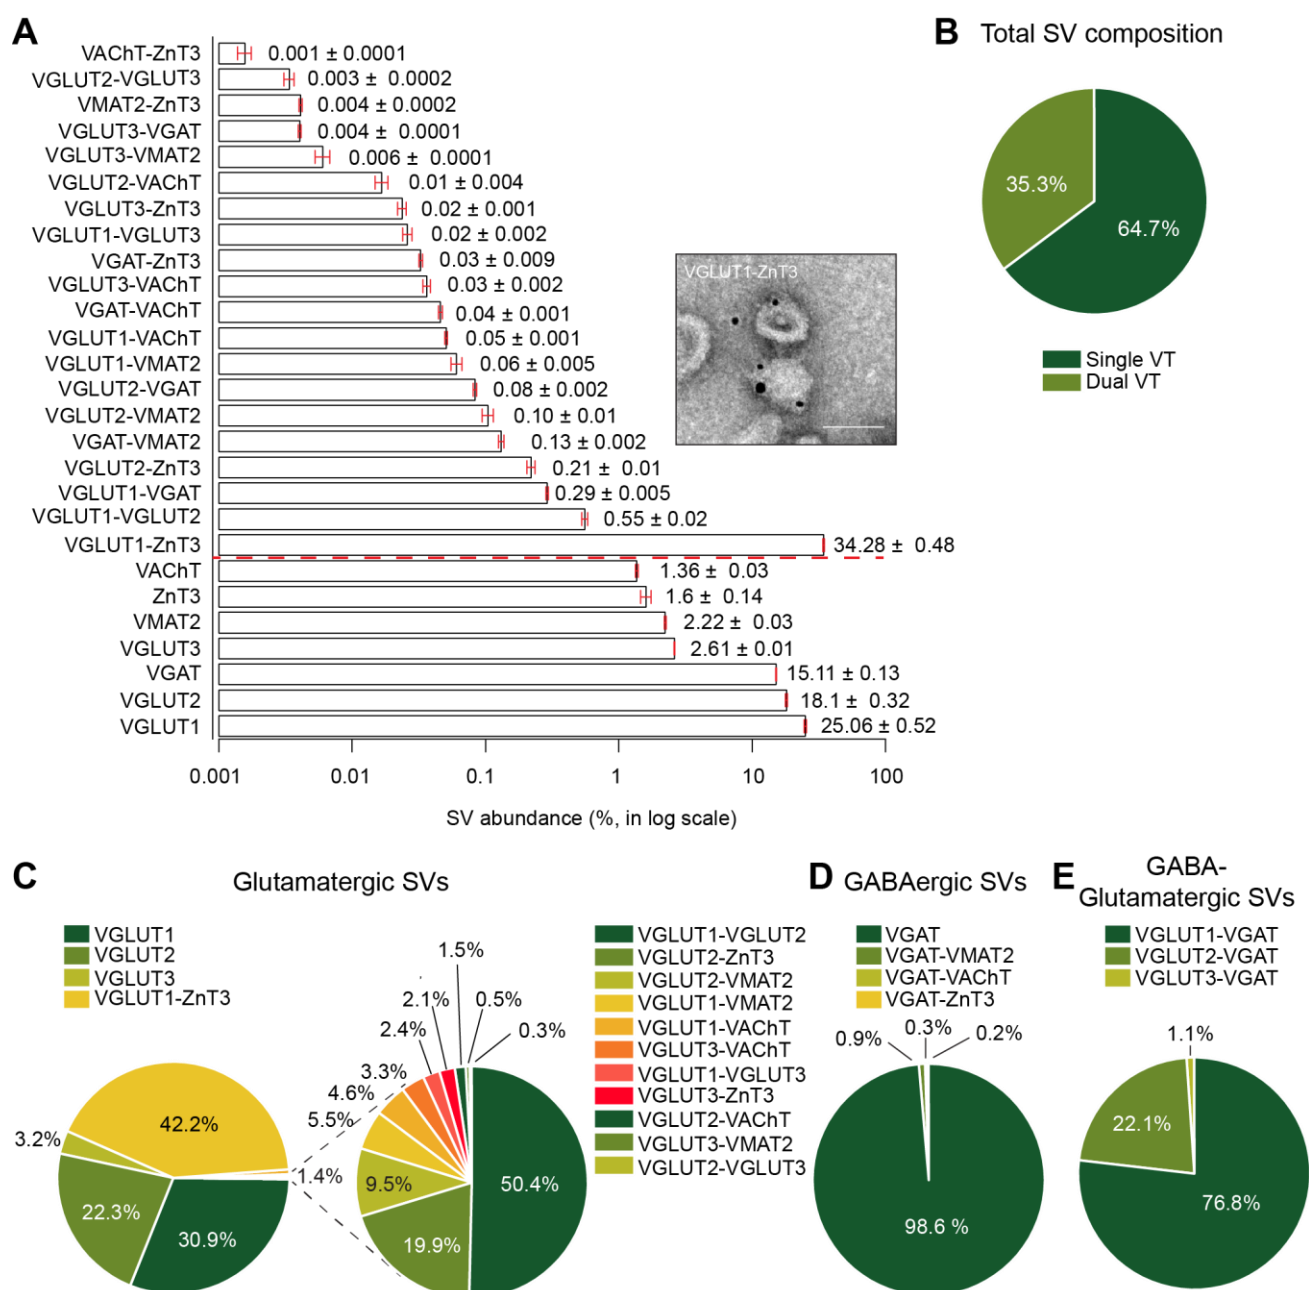 A
VAChT-ZnT3 0.001 ± 0.0001
VGLUT2-VGLUT3 0.003 ± 0.0002
VMAT2-ZnT3 0.004 ± 0.0002
VGLUT3-VGAT 0.004 ± 0.0001
VGLUT3-VMAT2 0.006 ± 0.0001
VGLUT2-VAChT 0.01 ± 0.004
VGLUT3-ZnT3 0.02 ± 0.001
VGLUT1-VGLUT3 0.02 ± 0.002
VGAT-ZnT3 0.03 ± 0.009
VGLUT3-VAChT 0.03 ± 0.002
VGAT-VAChT 0.04 ± 0.001
VGLUT1-VAChT 0.05 ± 0.001
VGLUT1-VMAT2 0.06 ± 0.005
VGLUT2-VGAT 0.08 ± 0.002
VGLUT2-VMAT2 0.10 ± 0.01
VGAT-VMAT2 0.13 ± 0.002
VGLUT2-ZnT3 0.21 ± 0.01
VGLUT1-VGAT 0.29 ± 0.005
VGLUT1-VGLUT2 0.55 ± 0.02
VGLUT1-ZnT3 34.28 ± 0.48
VAChT 1.36 ± 0.03
ZnT3 1.6 ± 0.14
VMAT2 2.22 ± 0.03
VGLUT3 2.61 ± 0.01
VGAT 15.11 ± 0.13
VGLUT2 18.1 ± 0.32
VGLUT1 25.06 ± 0.52
0.001 0.01 0.1 1 10 100
SV abundance (%, in log scale)
VGLUT1-ZnT3
B Total SV composition
35.3%
64.7%
Single VT
Dual VT
C Glutamatergic SVs
VGLUT1
VGLUT2
VGLUT3
VGLUT1-ZnT3
42.2%
3.2%
22.3%
30.9%
1.4%
1.5%
2.1% 0.5%
2.4% 0.3%
3.3%
4.6%
5.5%
9.5%
50.4%
19.9%
VGLUT1-VGLUT2
VGLUT2-ZnT3
VGLUT2-VMAT2
VGLUT1-VMAT2
VGLUT1-VAChT
VGLUT3-VAChT
VGLUT1-VGLUT3
VGLUT3-ZnT3
VGLUT2-VAChT
VGLUT3-VMAT2
VGLUT2-VGLUT3
D GABAergic SVs
VGAT
VGAT-VMAT2
VGAT-VAChT
VGAT-ZnT3
0.9% 0.3% 0.2%
98.6 %
E GABA-
Glutamatergic SVs
VGLUT1-VGAT
VGLUT2-VGAT
VGLUT3-VGAT
1.1%
22.1%
76.8%